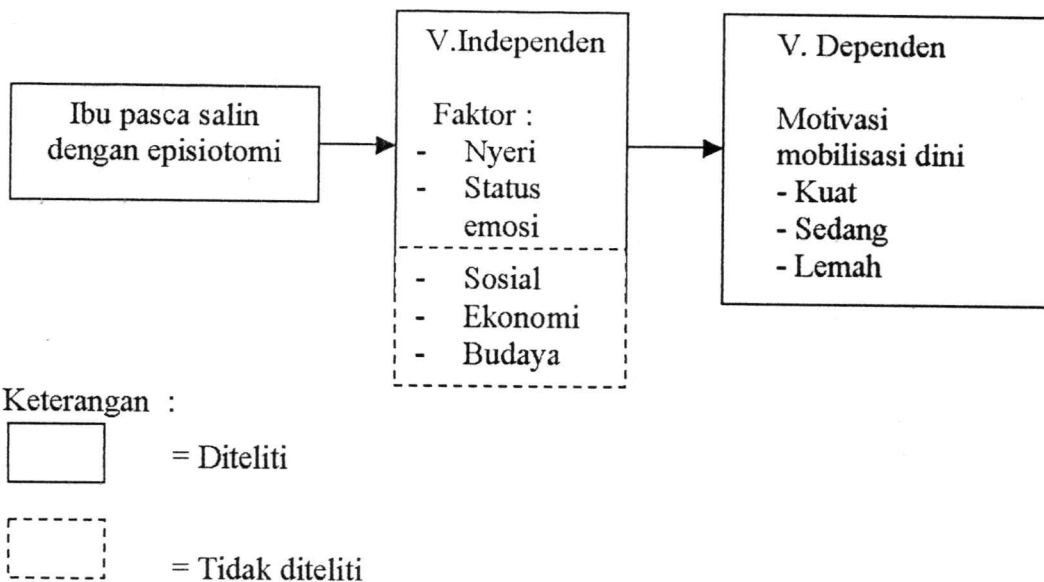 Ibu pasca salin
dengan episiotomi
V.Independen
Faktor :
- Nyeri
- Status
emosi
- Sosial
- Ekonomi
- Budaya
V. Dependen
Motivasi
mobilisasi dini
- Kuat
- Sedang
- Lemah
Keterangan :
= Diteliti
= Tidak diteliti